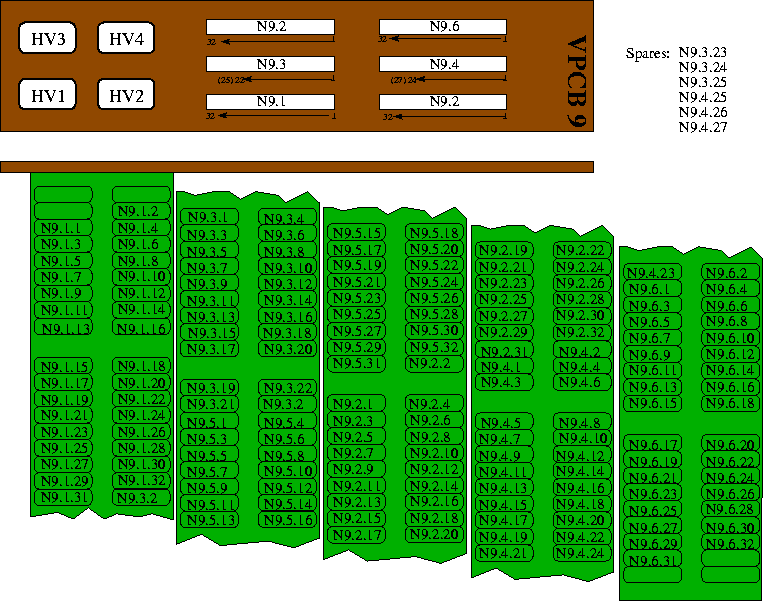 HV3 HV4
HV1 HV2
N9.2
32 1
N9.6
32 1
N9.3
(25)22 1
N9.4
(27)24 1
N9.1
32 1
N9.2
32 1
VPCB 9
Spares: N9.3.23
N9.3.24
N9.3.25
N9.4.25
N9.4.26
N9.4.27
N9.1.2
N9.1.1 N9.1.4
N9.1.3 N9.1.6
N9.1.5 N9.1.8
N9.1.7 N9.1.10
N9.1.9 N9.1.12
N9.1.11 N9.1.14
N9.1.13 N9.1.16
N9.1.15 N9.1.18
N9.1.17 N9.1.20
N9.1.19 N9.1.22
N9.1.21 N9.1.24
N9.1.23 N9.1.26
N9.1.25 N9.1.28
N9.1.27 N9.1.30
N9.1.29 N9.1.32
N9.1.31 N9.3.2
N9.3.1 N9.3.4
N9.3.3 N9.3.6
N9.3.5 N9.3.8
N9.3.7 N9.3.10
N9.3.9 N9.3.12
N9.3.11 N9.3.14
N9.3.13 N9.3.16
N9.3.15 N9.3.18
N9.3.17 N9.3.20
N9.3.19 N9.3.22
N9.3.21 N9.3.2
N9.5.1 N9.5.4
N9.5.3 N9.5.6
N9.5.5 N9.5.8
N9.5.7 N9.5.10
N9.5.9 N9.5.12
N9.5.11 N9.5.14
N9.5.13 N9.5.16
N9.5.15 N9.5.18
N9.5.17 N9.5.20
N9.5.19 N9.5.22
N9.5.21 N9.5.24
N9.5.23 N9.5.26
N9.5.25 N9.5.28
N9.5.27 N9.5.30
N9.5.29 N9.5.32
N9.5.31 N9.2.2
N9.2.1 N9.2.4
N9.2.3 N9.2.6
N9.2.5 N9.2.8
N9.2.7 N9.2.10
N9.2.9 N9.2.12
N9.2.11 N9.2.14
N9.2.13 N9.2.16
N9.2.15 N9.2.18
N9.2.17 N9.2.20
N9.2.19 N9.2.22
N9.2.21 N9.2.24
N9.2.23 N9.2.26
N9.2.25 N9.2.28
N9.2.27 N9.2.30
N9.2.29 N9.2.32
N9.2.31 N9.4.2
N9.4.1 N9.4.4
N9.4.3 N9.4.6
N9.4.5 N9.4.8
N9.4.7 N9.4.10
N9.4.9 N9.4.12
N9.4.11 N9.4.14
N9.4.13 N9.4.16
N9.4.15 N9.4.18
N9.4.17 N9.4.20
N9.4.19 N9.4.22
N9.4.21 N9.4.24
N9.4.23 N9.6.2
N9.6.1 N9.6.4
N9.6.3 N9.6.6
N9.6.5 N9.6.8
N9.6.7 N9.6.10
N9.6.9 N9.6.12
N9.6.11 N9.6.14
N9.6.13 N9.6.16
N9.6.15 N9.6.18
N9.6.17 N9.6.20
N9.6.19 N9.6.22
N9.6.21 N9.6.24
N9.6.23 N9.6.26
N9.6.25 N9.6.28
N9.6.27 N9.6.30
N9.6.29 N9.6.32
N9.6.31